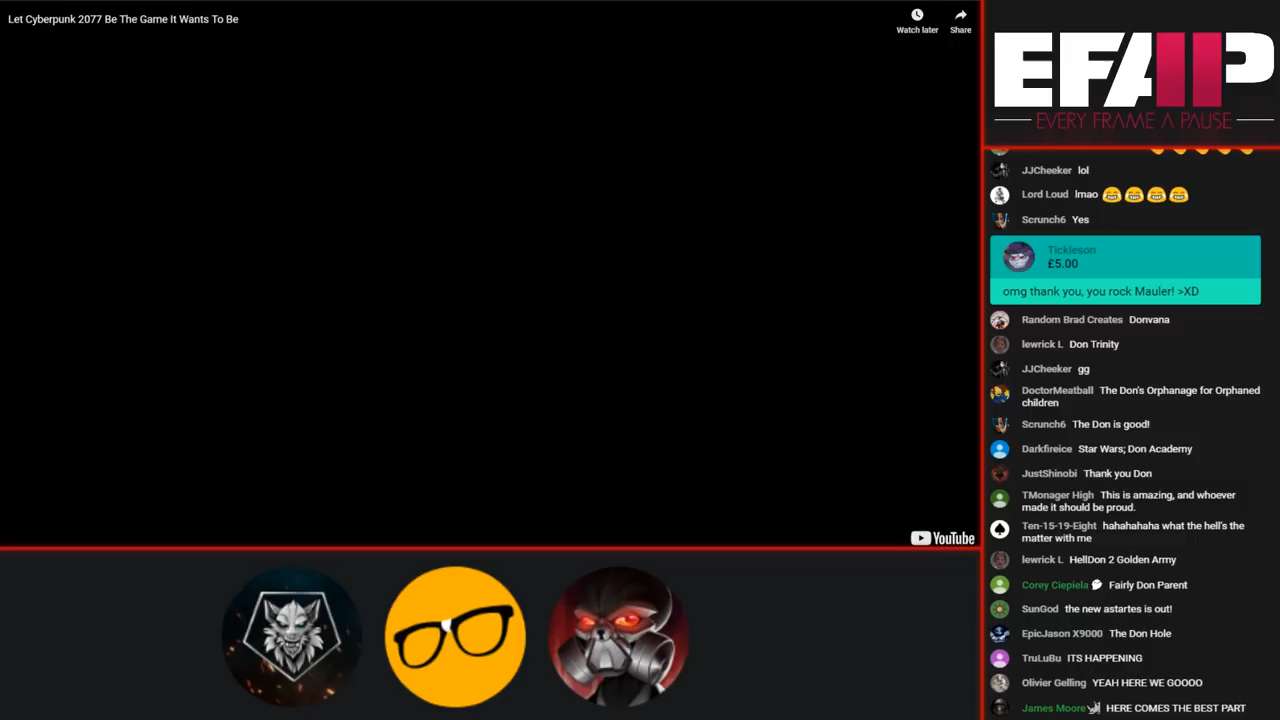 Let Cyberpunk 2077 Be The Game It Wants To Be
Watch later
Share
YouTube
EFAP
EVERY FRAME A PAUSE
JJCheeker lol
Lord Loud lmao 😂😂😂😂
Scrunch6 Yes
Tickleson
£5.00
omg thank you, you rock Mauler! >XD
Random Brad Creates Donvana
lewrick L Don Trinity
JJCheeker gg
DoctorMeatball The Don's Orphanage for Orphaned
children
Scrunch6 The Don is good!
Darkfireice Star Wars; Don Academy
JustShinobi Thank you Don
TMonager High This is amazing, and whoever
made it should be proud.
Ten-15-19-Eight hahahahaha what the hell's the
matter with me
lewrick L HellDon 2 Golden Army
Corey Ciepiela Fairly Don Parent
SunGod the new astartes is out!
EpicJason X9000 The Don Hole
TruLuBu ITS HAPPENING
Olivier Gelling YEAH HERE WE GOOOO
James Moore HERE COMES THE BEST PART